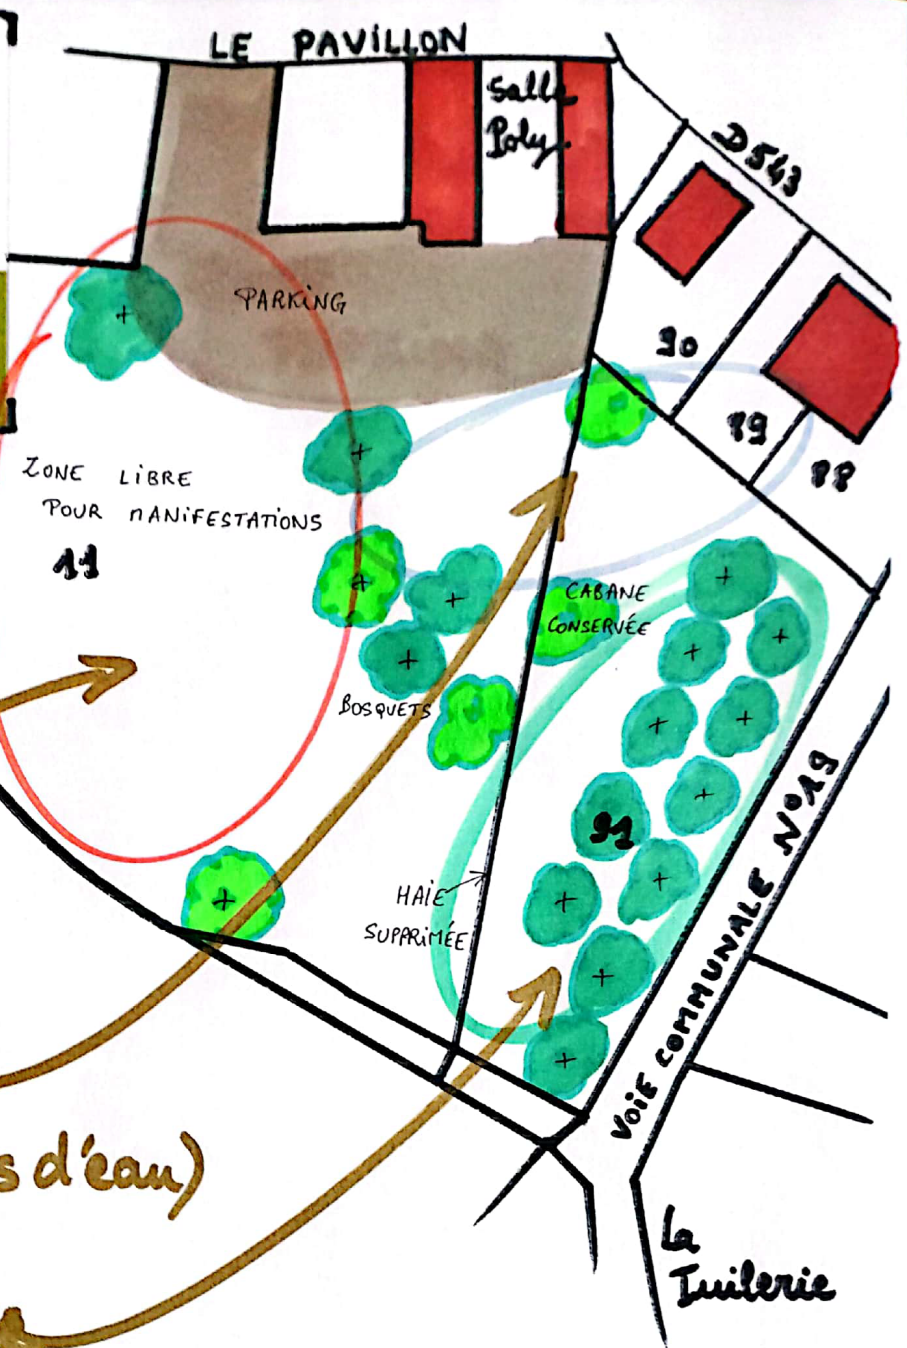 LE PAVILLON
Salle
Poly.
D543
PARKING
90
89
88
ZONE LIBRE
POUR MANIFESTATIONS
11
CABANE
CONSERVÉE
BOSQUETS
91
HAIE
SUPPRIMÉE
VOIE COMMUNALE N°19
s d'eau)
La
Tuilerie